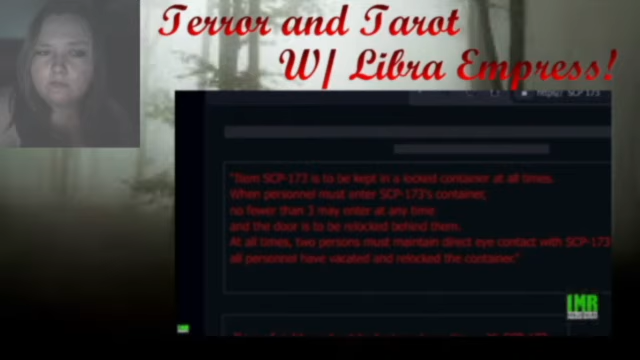 Terror and Tarot
W/ Libra Empress!
SCP 173
"Item SCP-173 is to be kept in a locked container at all times.
When personnel must enter SCP-173's container,
no fewer than 3 may enter at any time
and the door is to be relocked behind them.
At all times, two persons must maintain direct eye contact with SCP-173
all personnel have vacated and relocked the container."
IMR